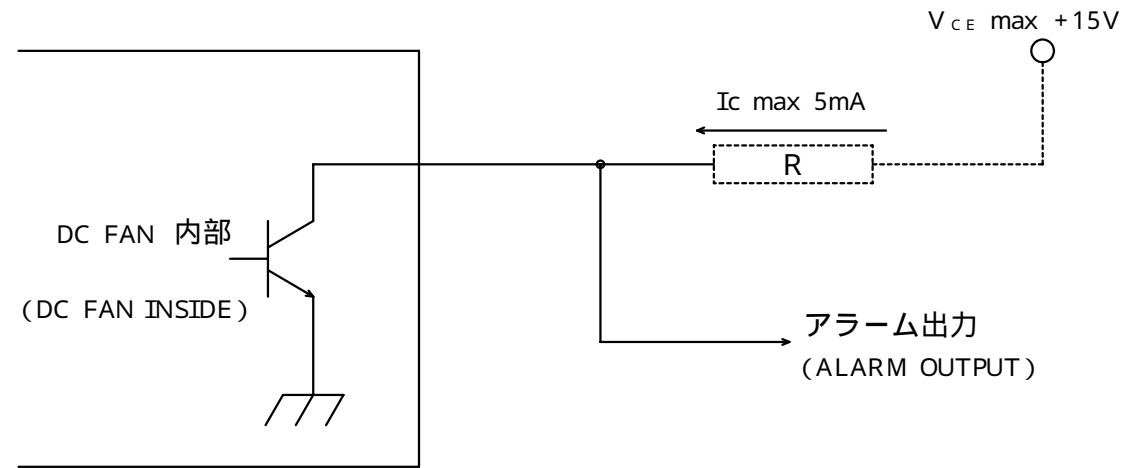 V CE max +15V
Ic max 5mA
R
DC FAN 内部
(DC FAN INSIDE)
アラーム出力
(ALARM OUTPUT)